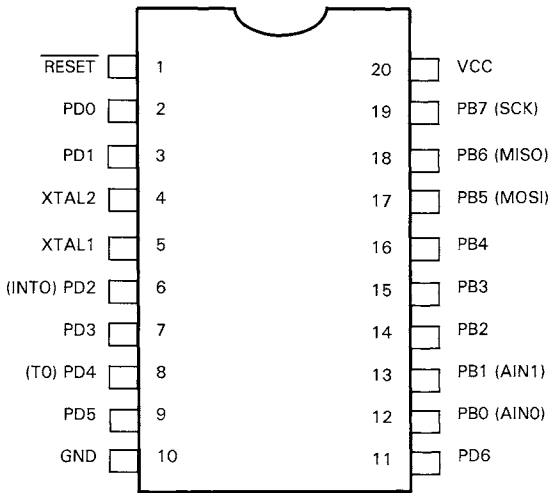 RESET 1 20 VCC
PD0 2 19 PB7 (SCK)
PD1 3 18 PB6 (MISO)
XTAL2 4 17 PB5 (MOSI)
XTAL1 5 16 PB4
(INTO) PD2 6 15 PB3
PD3 7 14 PB2
(TO) PD4 8 13 PB1 (AIN1)
PD5 9 12 PB0 (AIN0)
GND 10 11 PD6